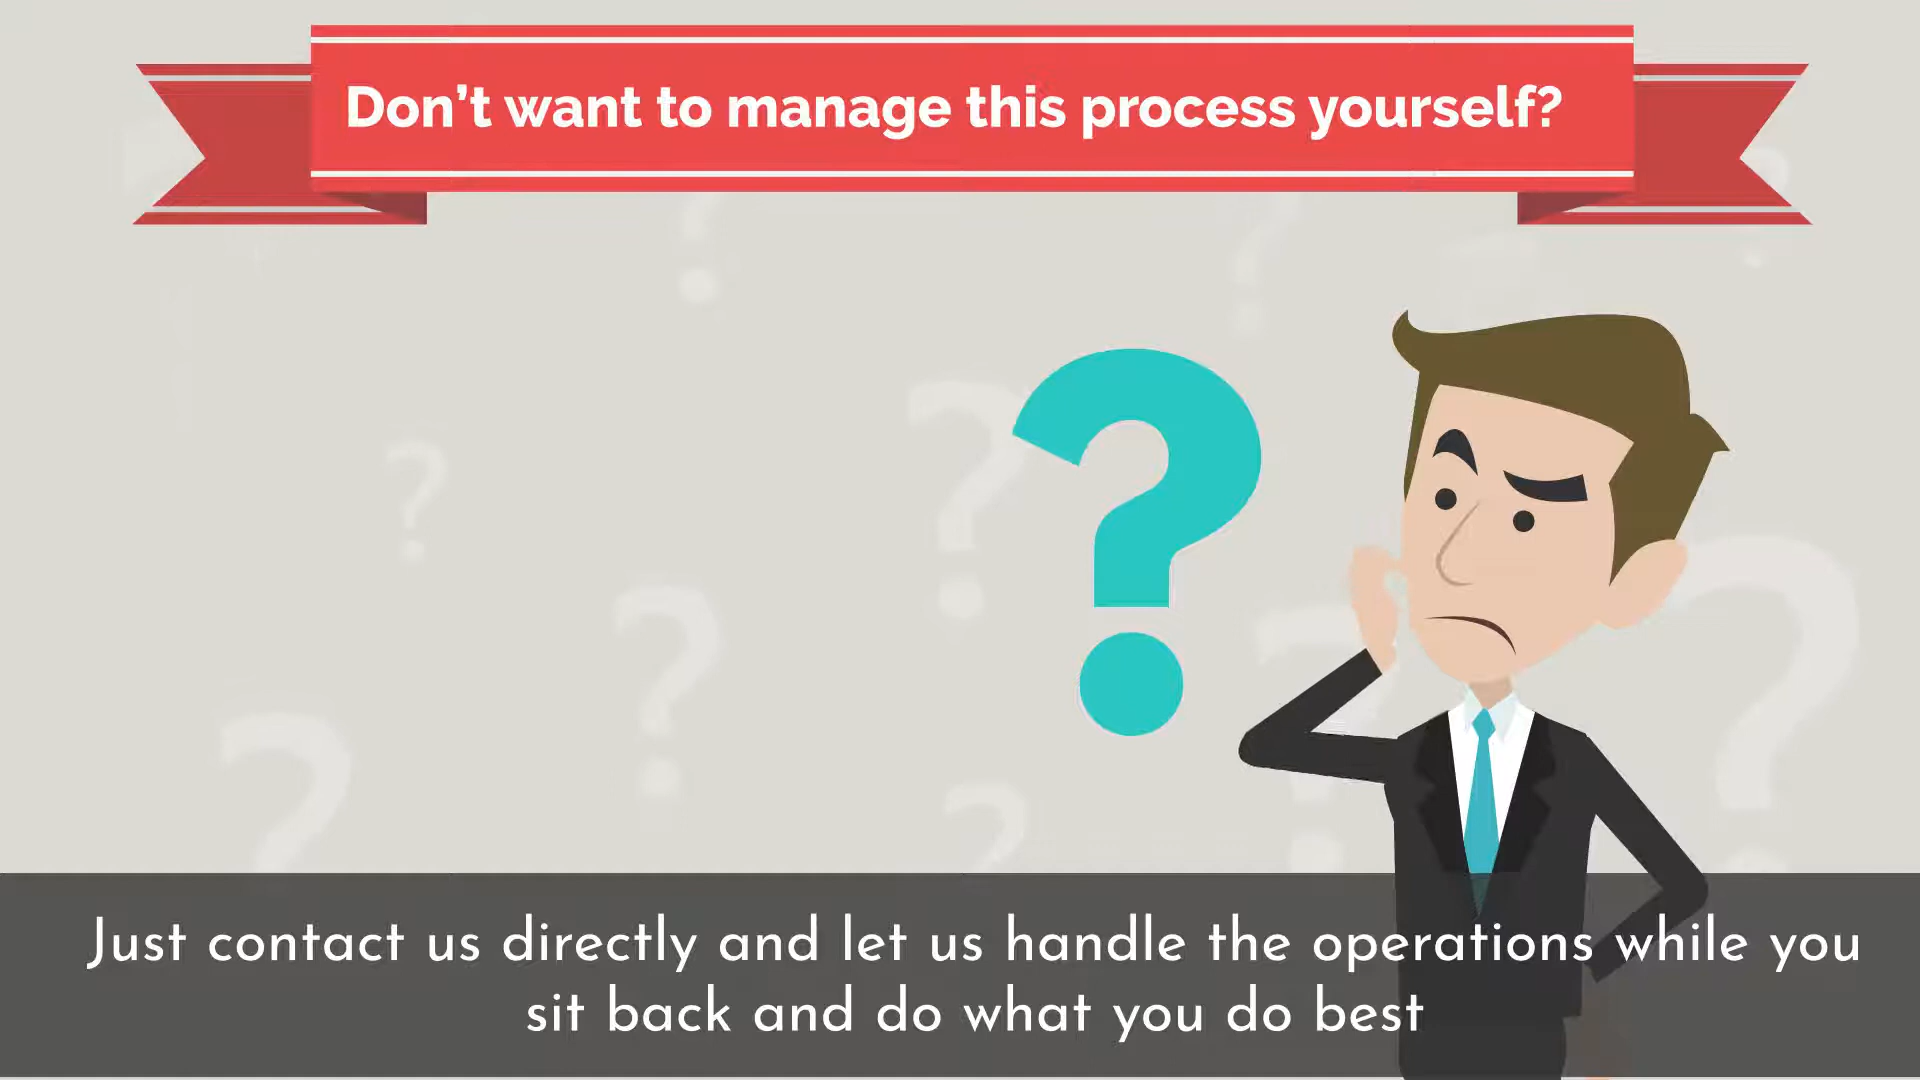 Don’t want to manage this process yourself?
Just contact us directly and let us handle the operations while you
sit back and do what you do best